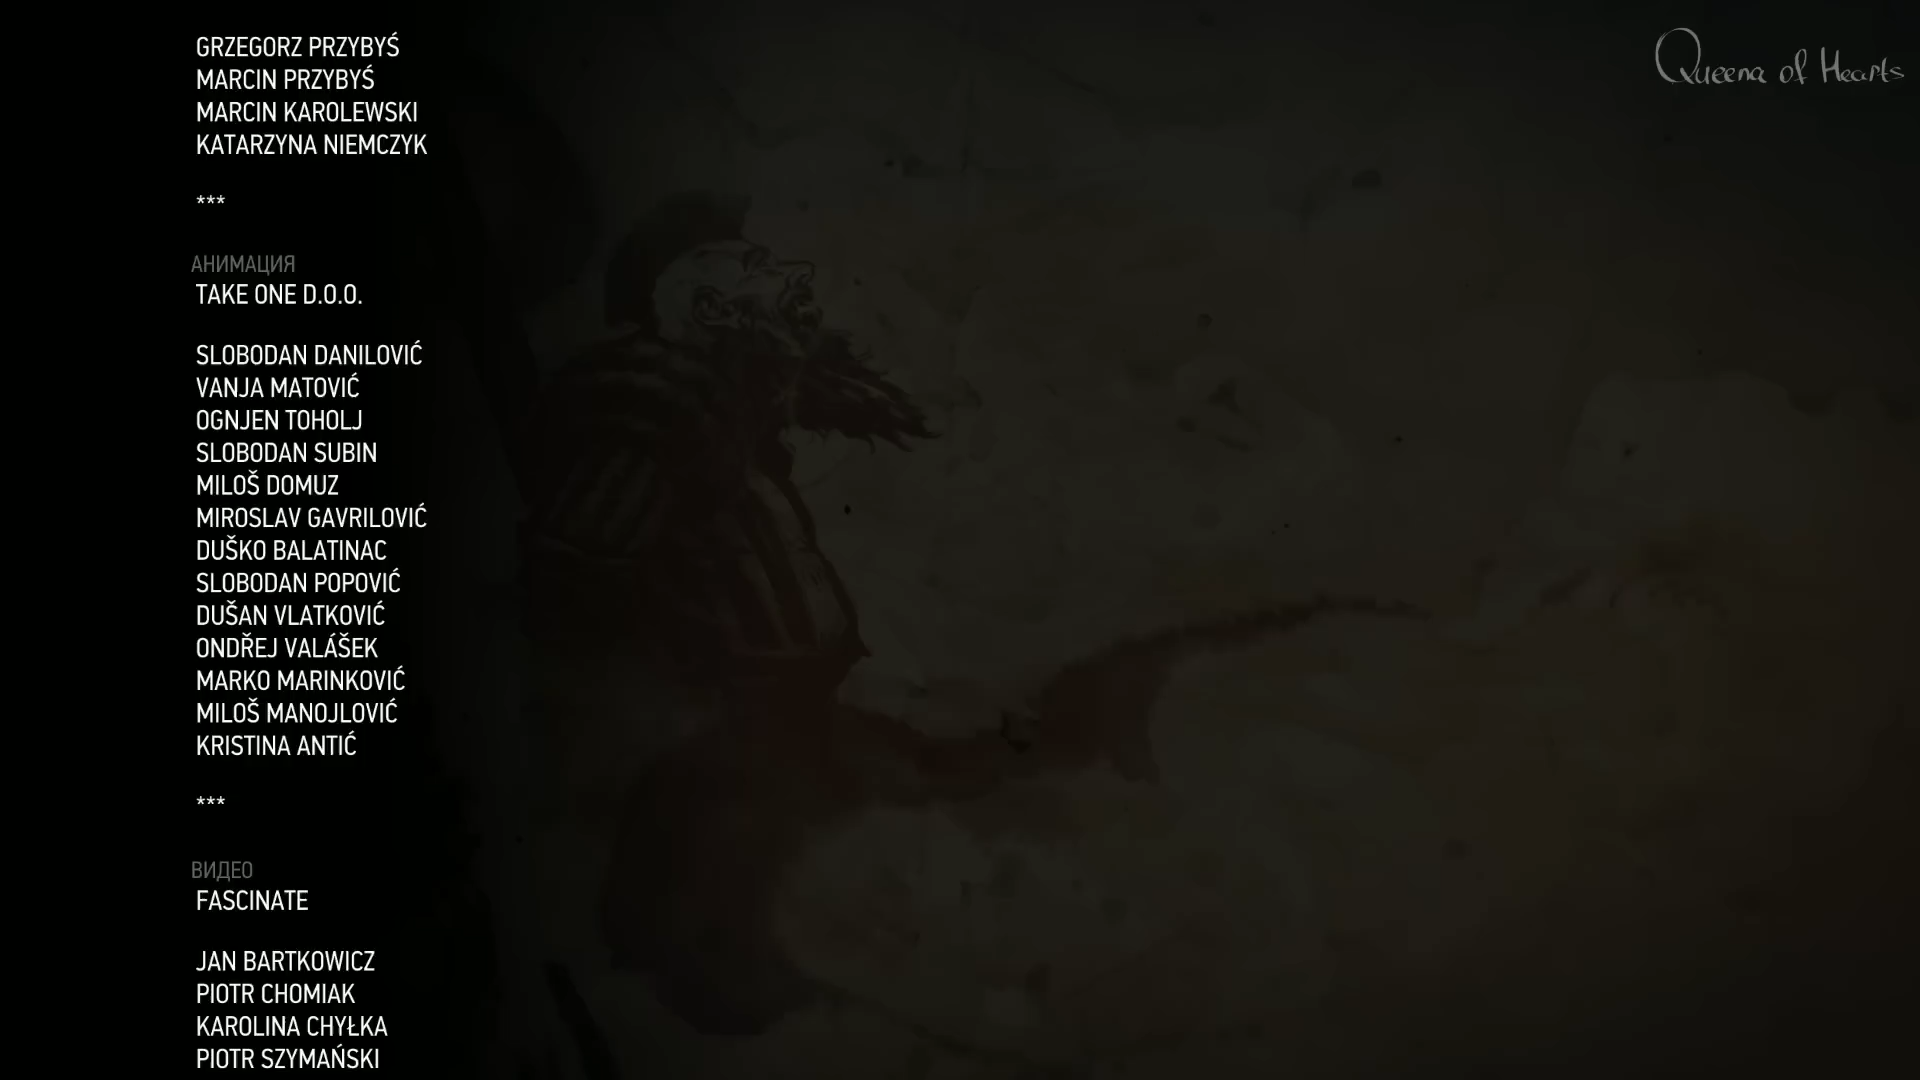 GRZEGORZ PRZYBYŚ
MARCIN PRZYBYŚ
MARCIN KAROLEWSKI
KATARZYNA NIEMCZYK
***
АНИМАЦИЯ
TAKE ONE D.O.O.
SLOBODAN DANILOVIĆ
VANJA MATOVIĆ
OGNJEN TOHOLJ
SLOBODAN SUBIN
MILOŠ DOMUZ
MIROSLAV GAVRILOVIĆ
DUŠKO BALATINAC
SLOBODAN POPOVIĆ
DUŠAN VLATKOVIĆ
ONDŘEJ VALÁŠEK
MARKO MARINKOVIĆ
MILOŠ MANOJLOVIĆ
KRISTINA ANTIĆ
***
ВИДЕО
FASCINATE
JAN BARTKOWICZ
PIOTR CHOMIAK
KAROLINA CHYŁKA
PIOTR SZYMAŃSKI
Queena of Hearts